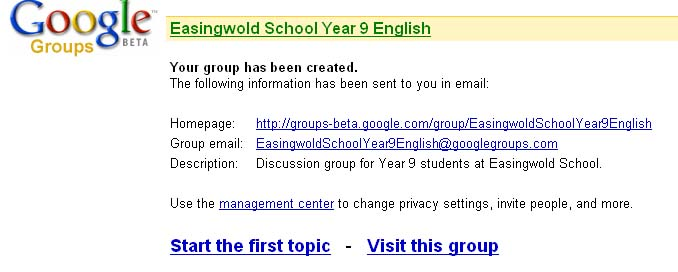 Google™
Groups BETA
Easingwold School Year 9 English
Your group has been created.
The following information has been sent to you in email:
Homepage: http://groups-beta.google.com/group/EasingwoldSchoolYear9English
Group email: EasingwoldSchoolYear9English@googlegroups.com
Description: Discussion group for Year 9 students at Easingwold School.
Use the management center to change privacy settings, invite people, and more.
Start the first topic - Visit this group